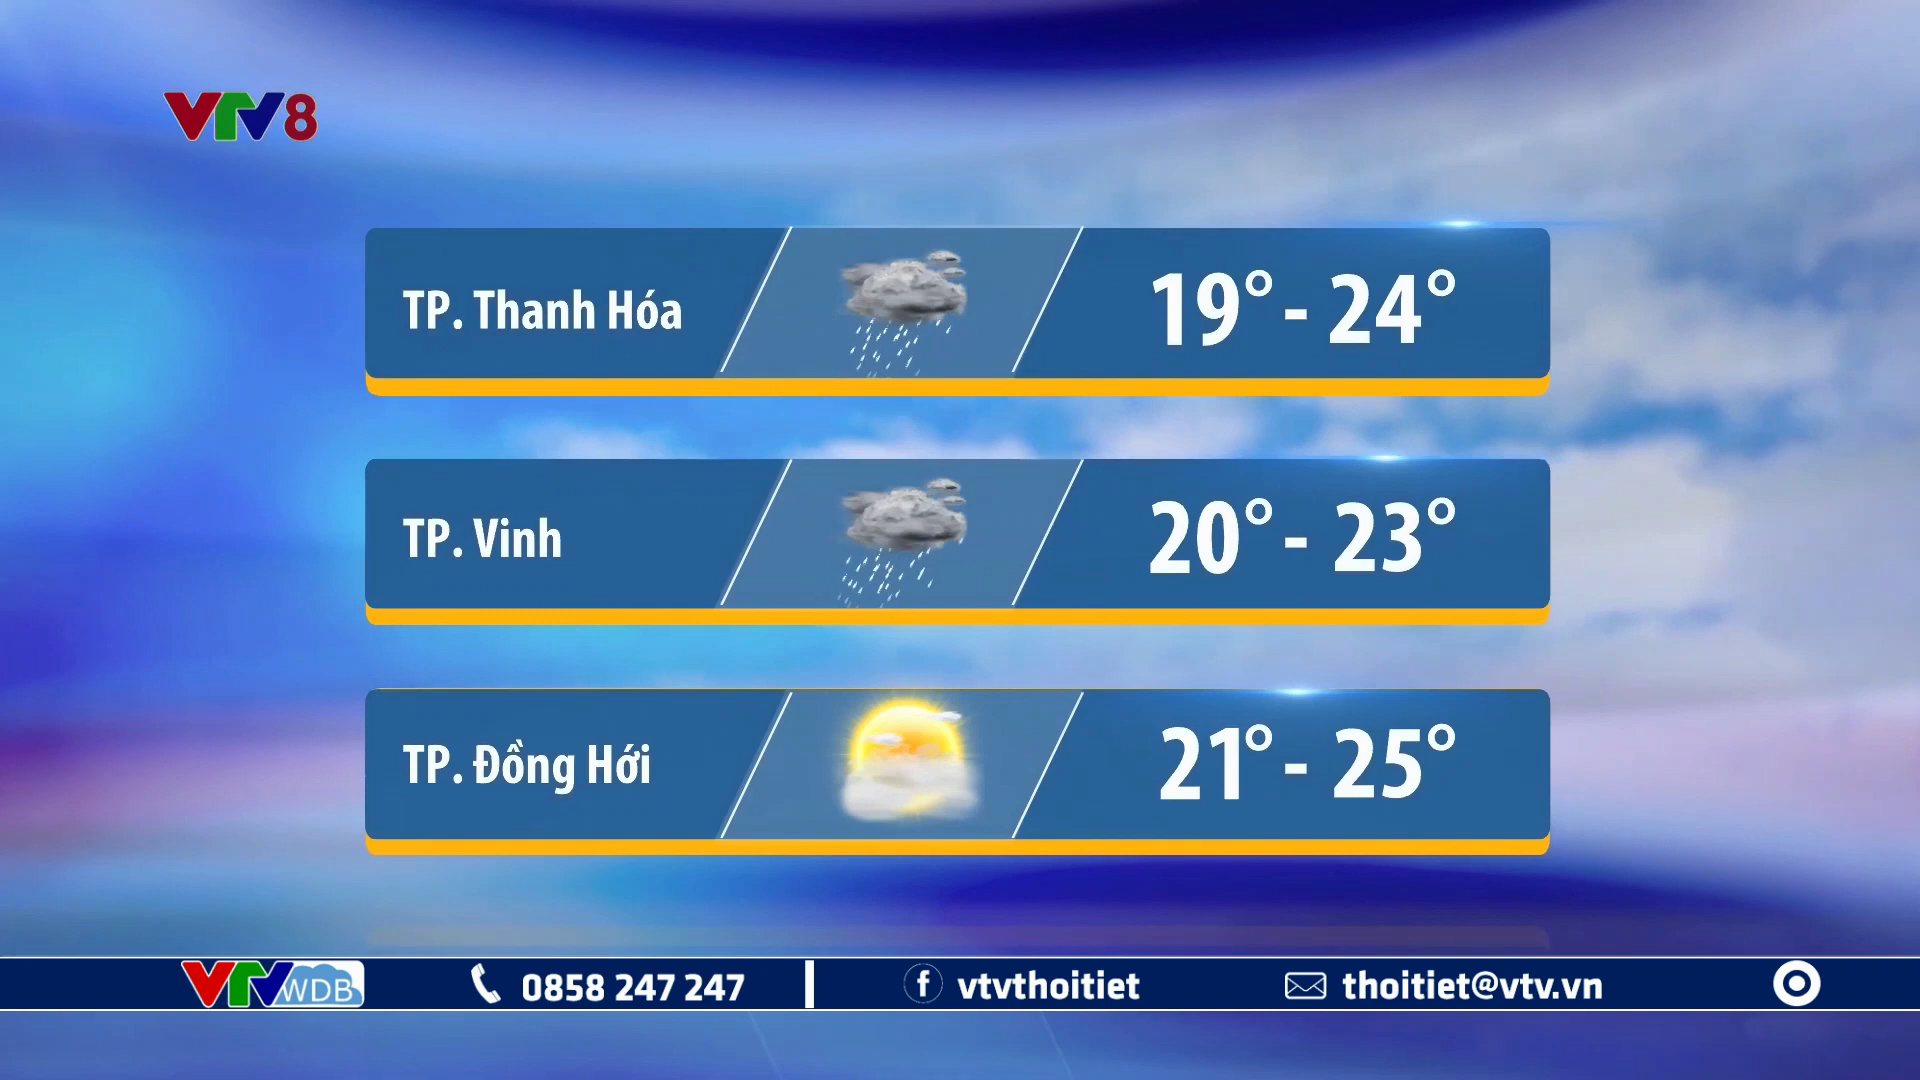 VTV8
TP. Thanh Hóa
19° - 24°
TP. Vinh
20° - 23°
TP. Đồng Hới
21° - 25°
VTV WDB
0858 247 247
vtvthoitiet
thoitiet@vtv.vn